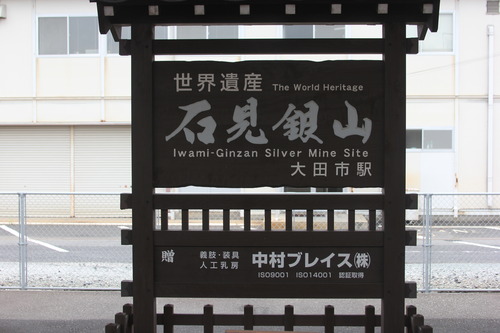 世界遺産 The World Heritage
石見銀山
Iwami-Ginzan Silver Mine Site
大田市駅
贈 義肢・装具 中村ブレイス㈱
人工乳房
ISO9001 ISO14001 認証取得